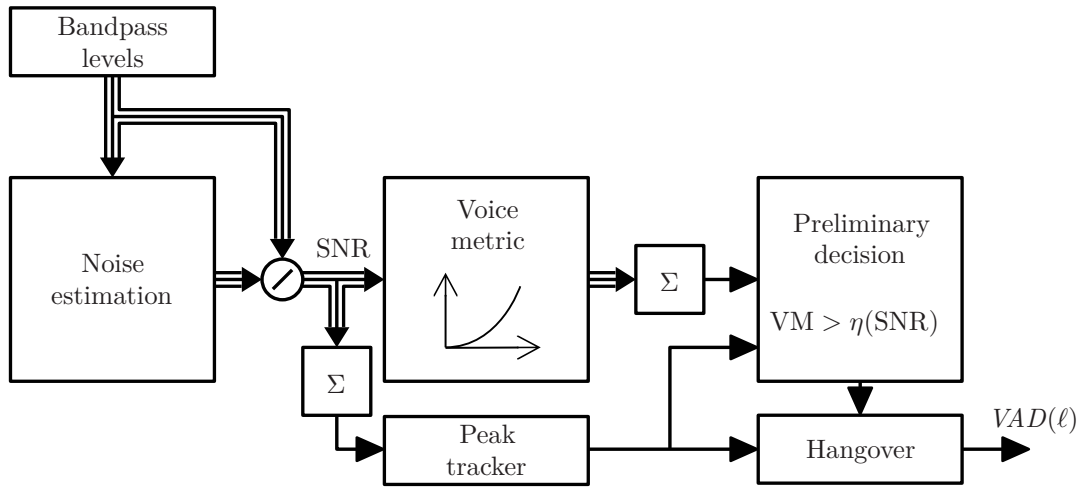 Bandpass
levels
Noise
estimation
SNR
Voice
metric
Σ
Preliminary
decision
VM > η(SNR)
Σ
Peak
tracker
Hangover
VAD(ℓ)